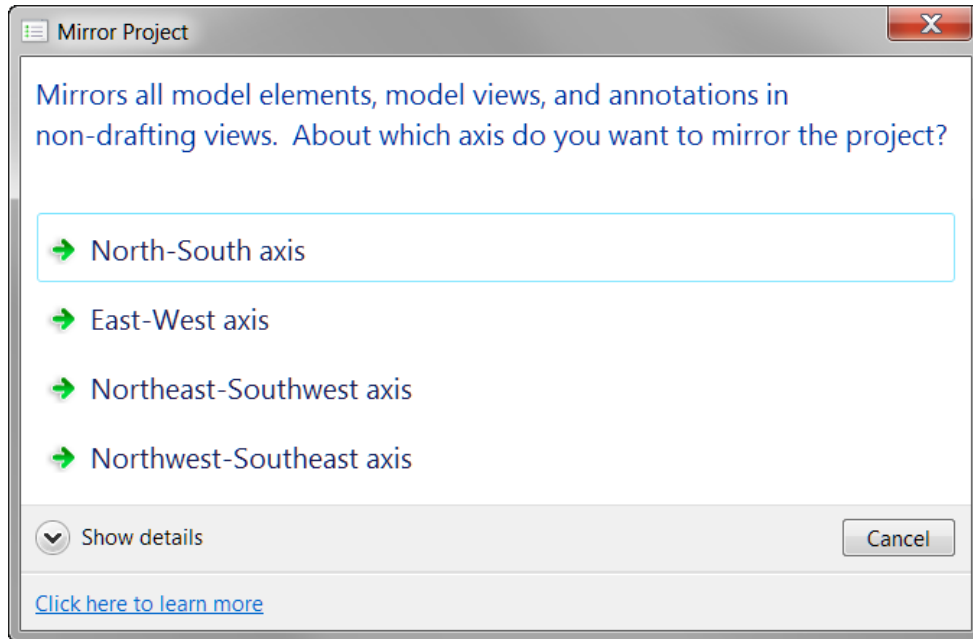 Mirror Project
Mirrors all model elements, model views, and annotations in
non-drafting views.  About which axis do you want to mirror the project?
North-South axis
East-West axis
Northeast-Southwest axis
Northwest-Southeast axis
Show details
Cancel
Click here to learn more